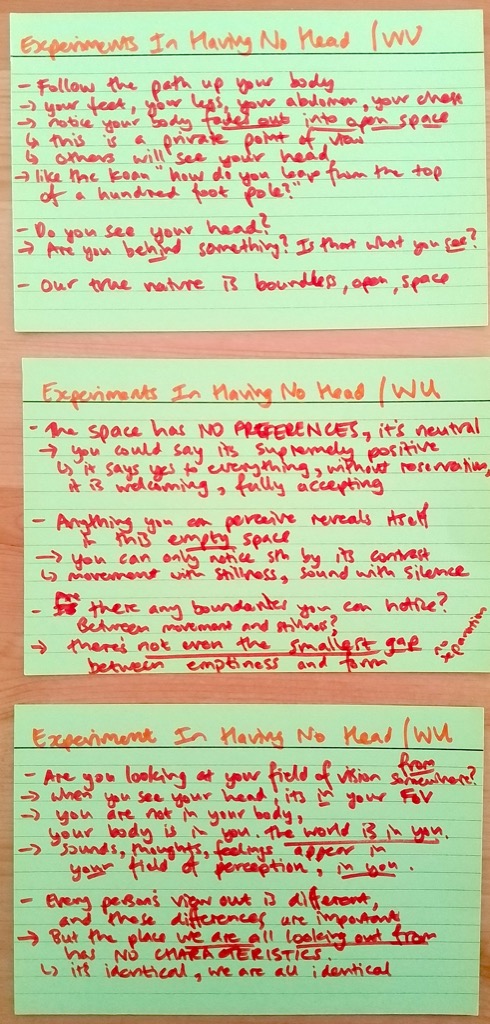 Experiments In Having No Head / WU
- Follow the path up your body
→ your feet, your legs, your abdomen, your chest
→ notice your body fades out into open space
↳ this is a private point of view
↳ others will see your head
→ like the koan "how do you leap from the top
of a hundred foot pole?"
- Do you see your head?
→ Are you behind something? Is that what you see?
- Our true nature is boundless, open, space
Experiments In Having No Head / WU
- The space has NO PREFERENCES, it's neutral
→ you could say its supremely positive
↳ it says yes to everything, without reservation,
it is welcoming, fully accepting
- Anything you can perceive reveals itself
in this empty space
→ you can only notice sth by its contrast
↳ movement with stillness, sound with silence
- Are there any boundaries you can notice?
Between movement and stillness?
→ there's not even the smallest gap
between emptiness and form
separation
Experiment In Having No Head / WU
- Are you looking at your field of vision from somewhere?
→ when you see your head, its in your FoV
→ you are not in your body,
your body is in you. The world is in you.
→ sounds, thoughts, feelings appear in
your field of perception, in you.
- Every person's view out is different,
and those differences are important
→ But the place we are all looking out from
has NO CHARACTERISTICS.
↳ its identical, we are all identical